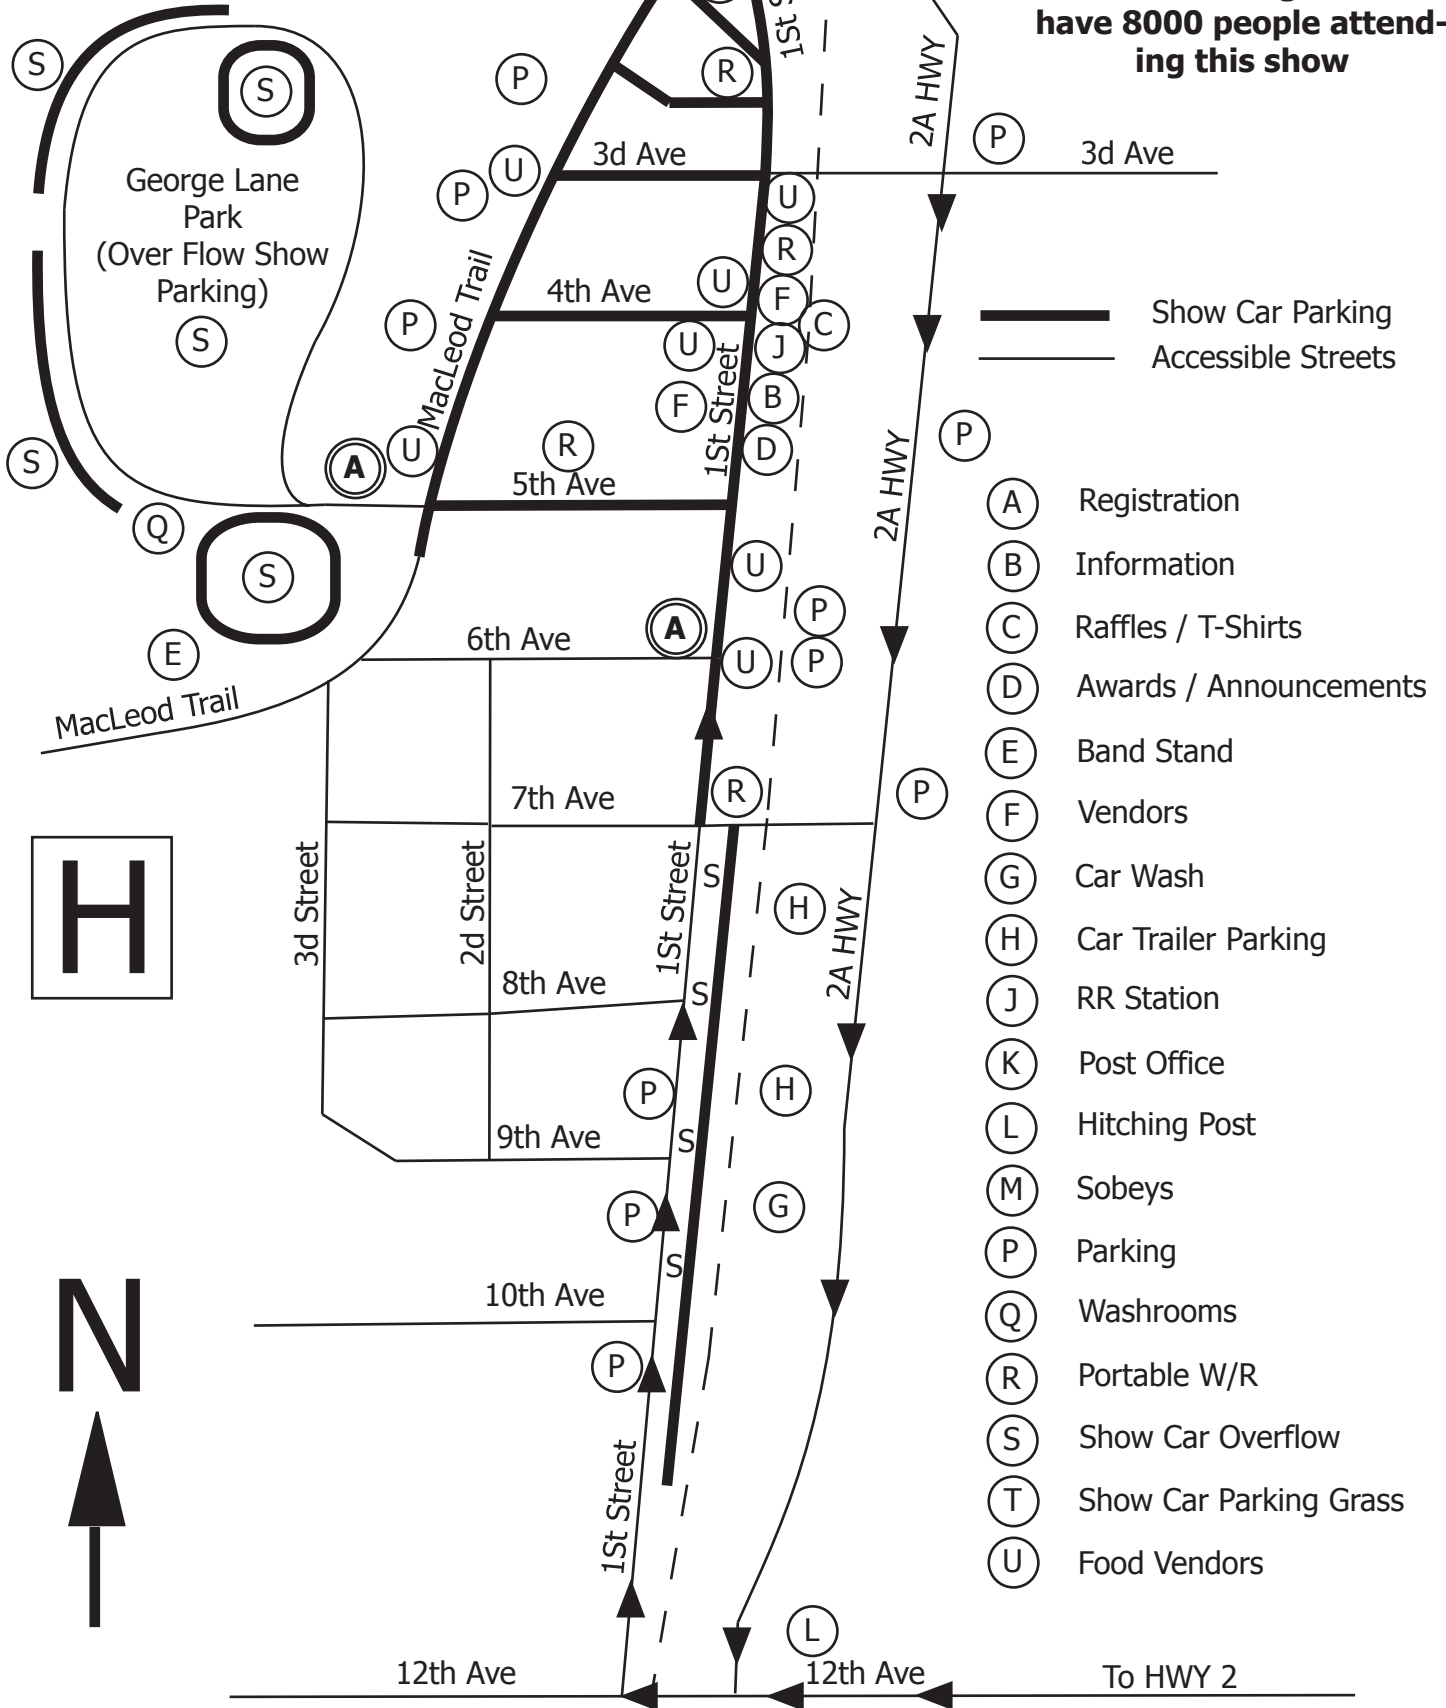 have 8000 people attend-
ing this show
1St
2A HWY
S
S
P
R
P
3d Ave
3d Ave
George Lane
Park
(Over Flow Show
Parking)
S
P
U
U
R
MacLeod Trail
4th Ave
U
F
C
P
U
J
Show Car Parking
Accessible Streets
F
1St Street
B
P
2A HWY
S
A
U
R
D
5th Ave
Q
S
U
P
E
6th Ave
A
U
P
MacLeod Trail
7th Ave
R
P
H
3d Street
2d Street
1St Street
S
H
2A HWY
8th Ave
S
P
H
9th Ave
S
P
G
S
N
10th Ave
P
1St Street
L
12th Ave
12th Ave
To HWY 2
A Registration
B Information
C Raffles / T-Shirts
D Awards / Announcements
E Band Stand
F Vendors
G Car Wash
H Car Trailer Parking
J RR Station
K Post Office
L Hitching Post
M Sobeys
P Parking
Q Washrooms
R Portable W/R
S Show Car Overflow
T Show Car Parking Grass
U Food Vendors